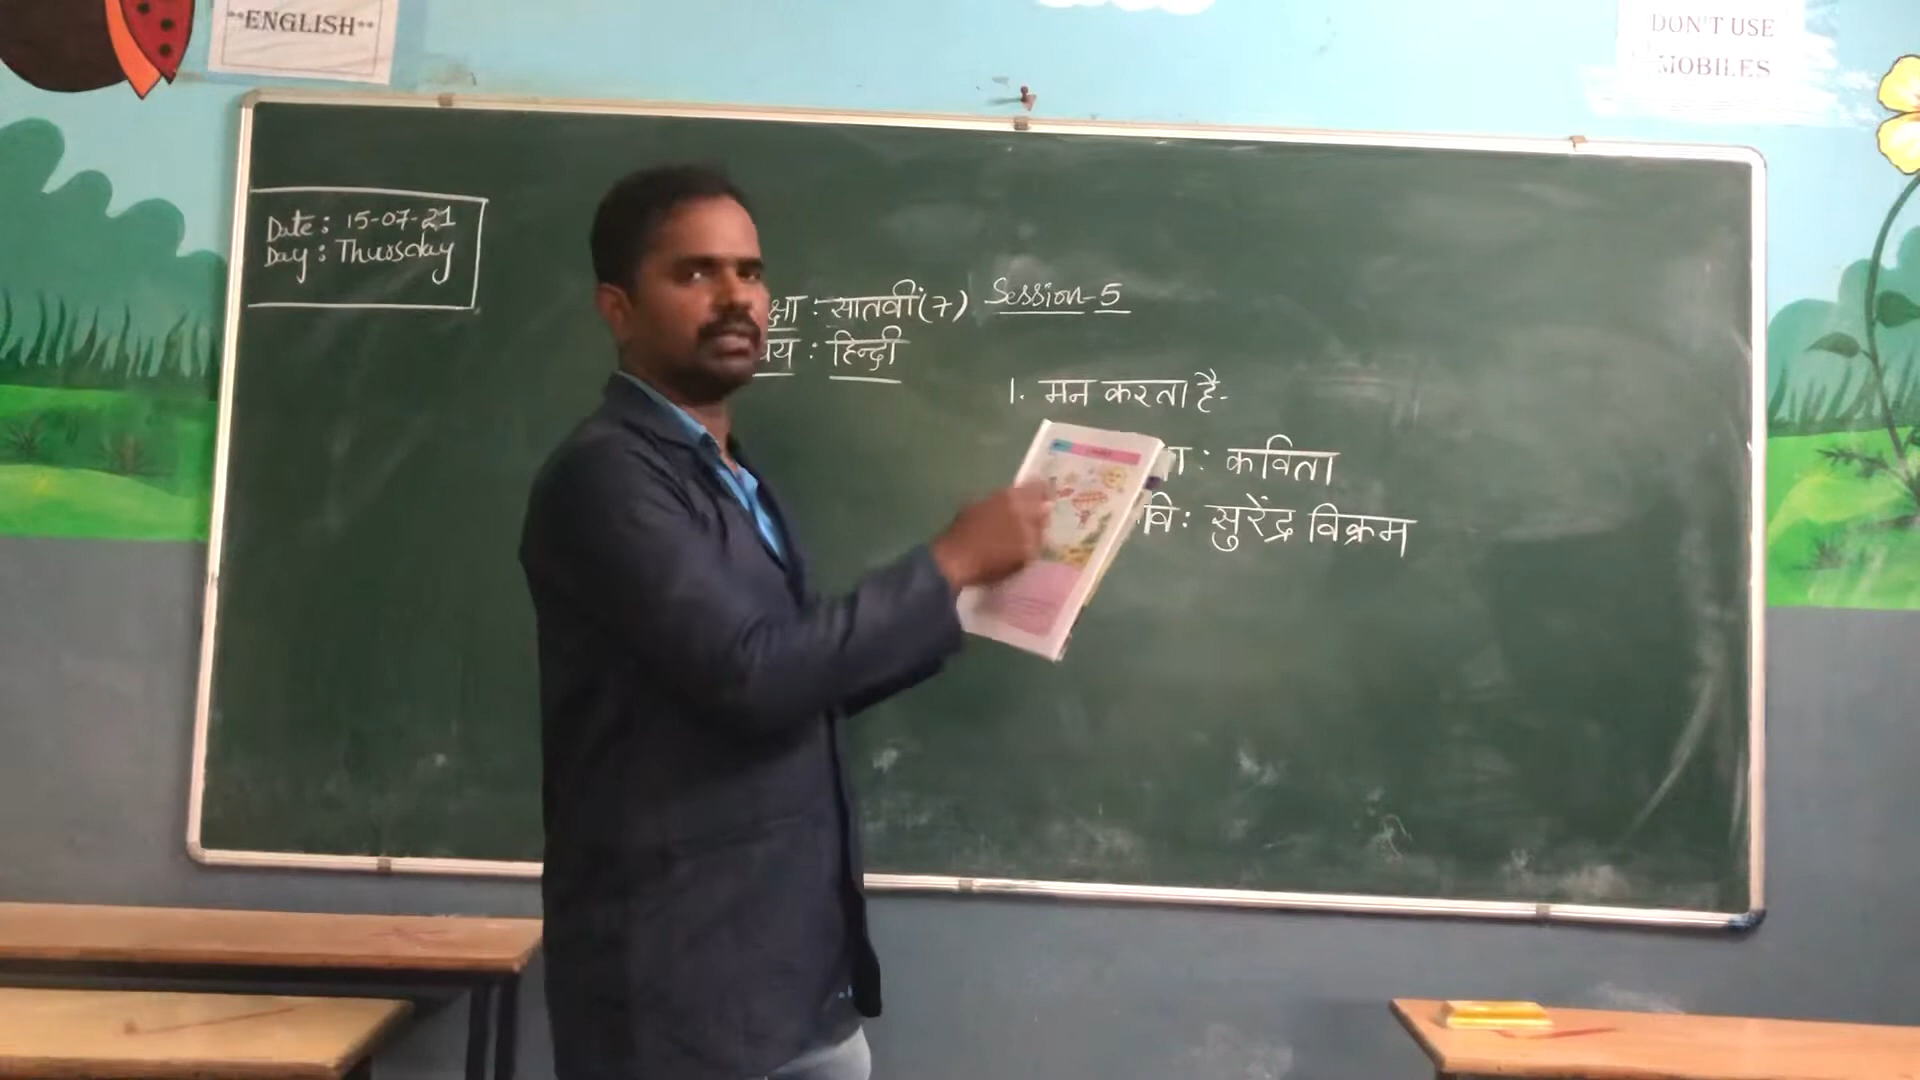 **ENGLISH**
DON'T USE
MOBILES
Date: 15-07-21
Day: Thursday
क्षा : सातवीं (7) Session-5
षय : हिन्दी
1. मन करता है-
: कविता
वि: सुरेंद्र विक्रम